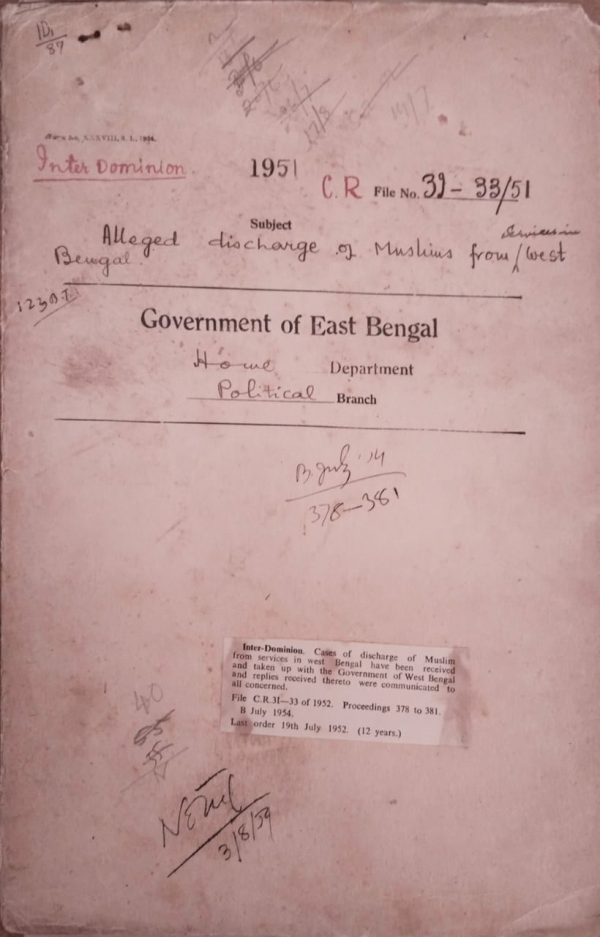 ID.
87
1951
Inter Dominion.
C.R File No. 3I – 33/51
Subject
Services in
Alleged discharge of Muslims from / West
Bengal.
123 B.I
Government of East Bengal
Home Department
Political Branch
B. July '54
378–381
Inter-Dominion. Cases of discharge of Muslim
from services in west Bengal have been received
and taken up with the Government of West Bengal
and replies received thereto were communicated to
all concerned.
File C.R.3I—33 of 1952. Proceedings 378 to 381.
B July 1954.
Last order 19th July 1952. (12 years.)
40
3/8/59